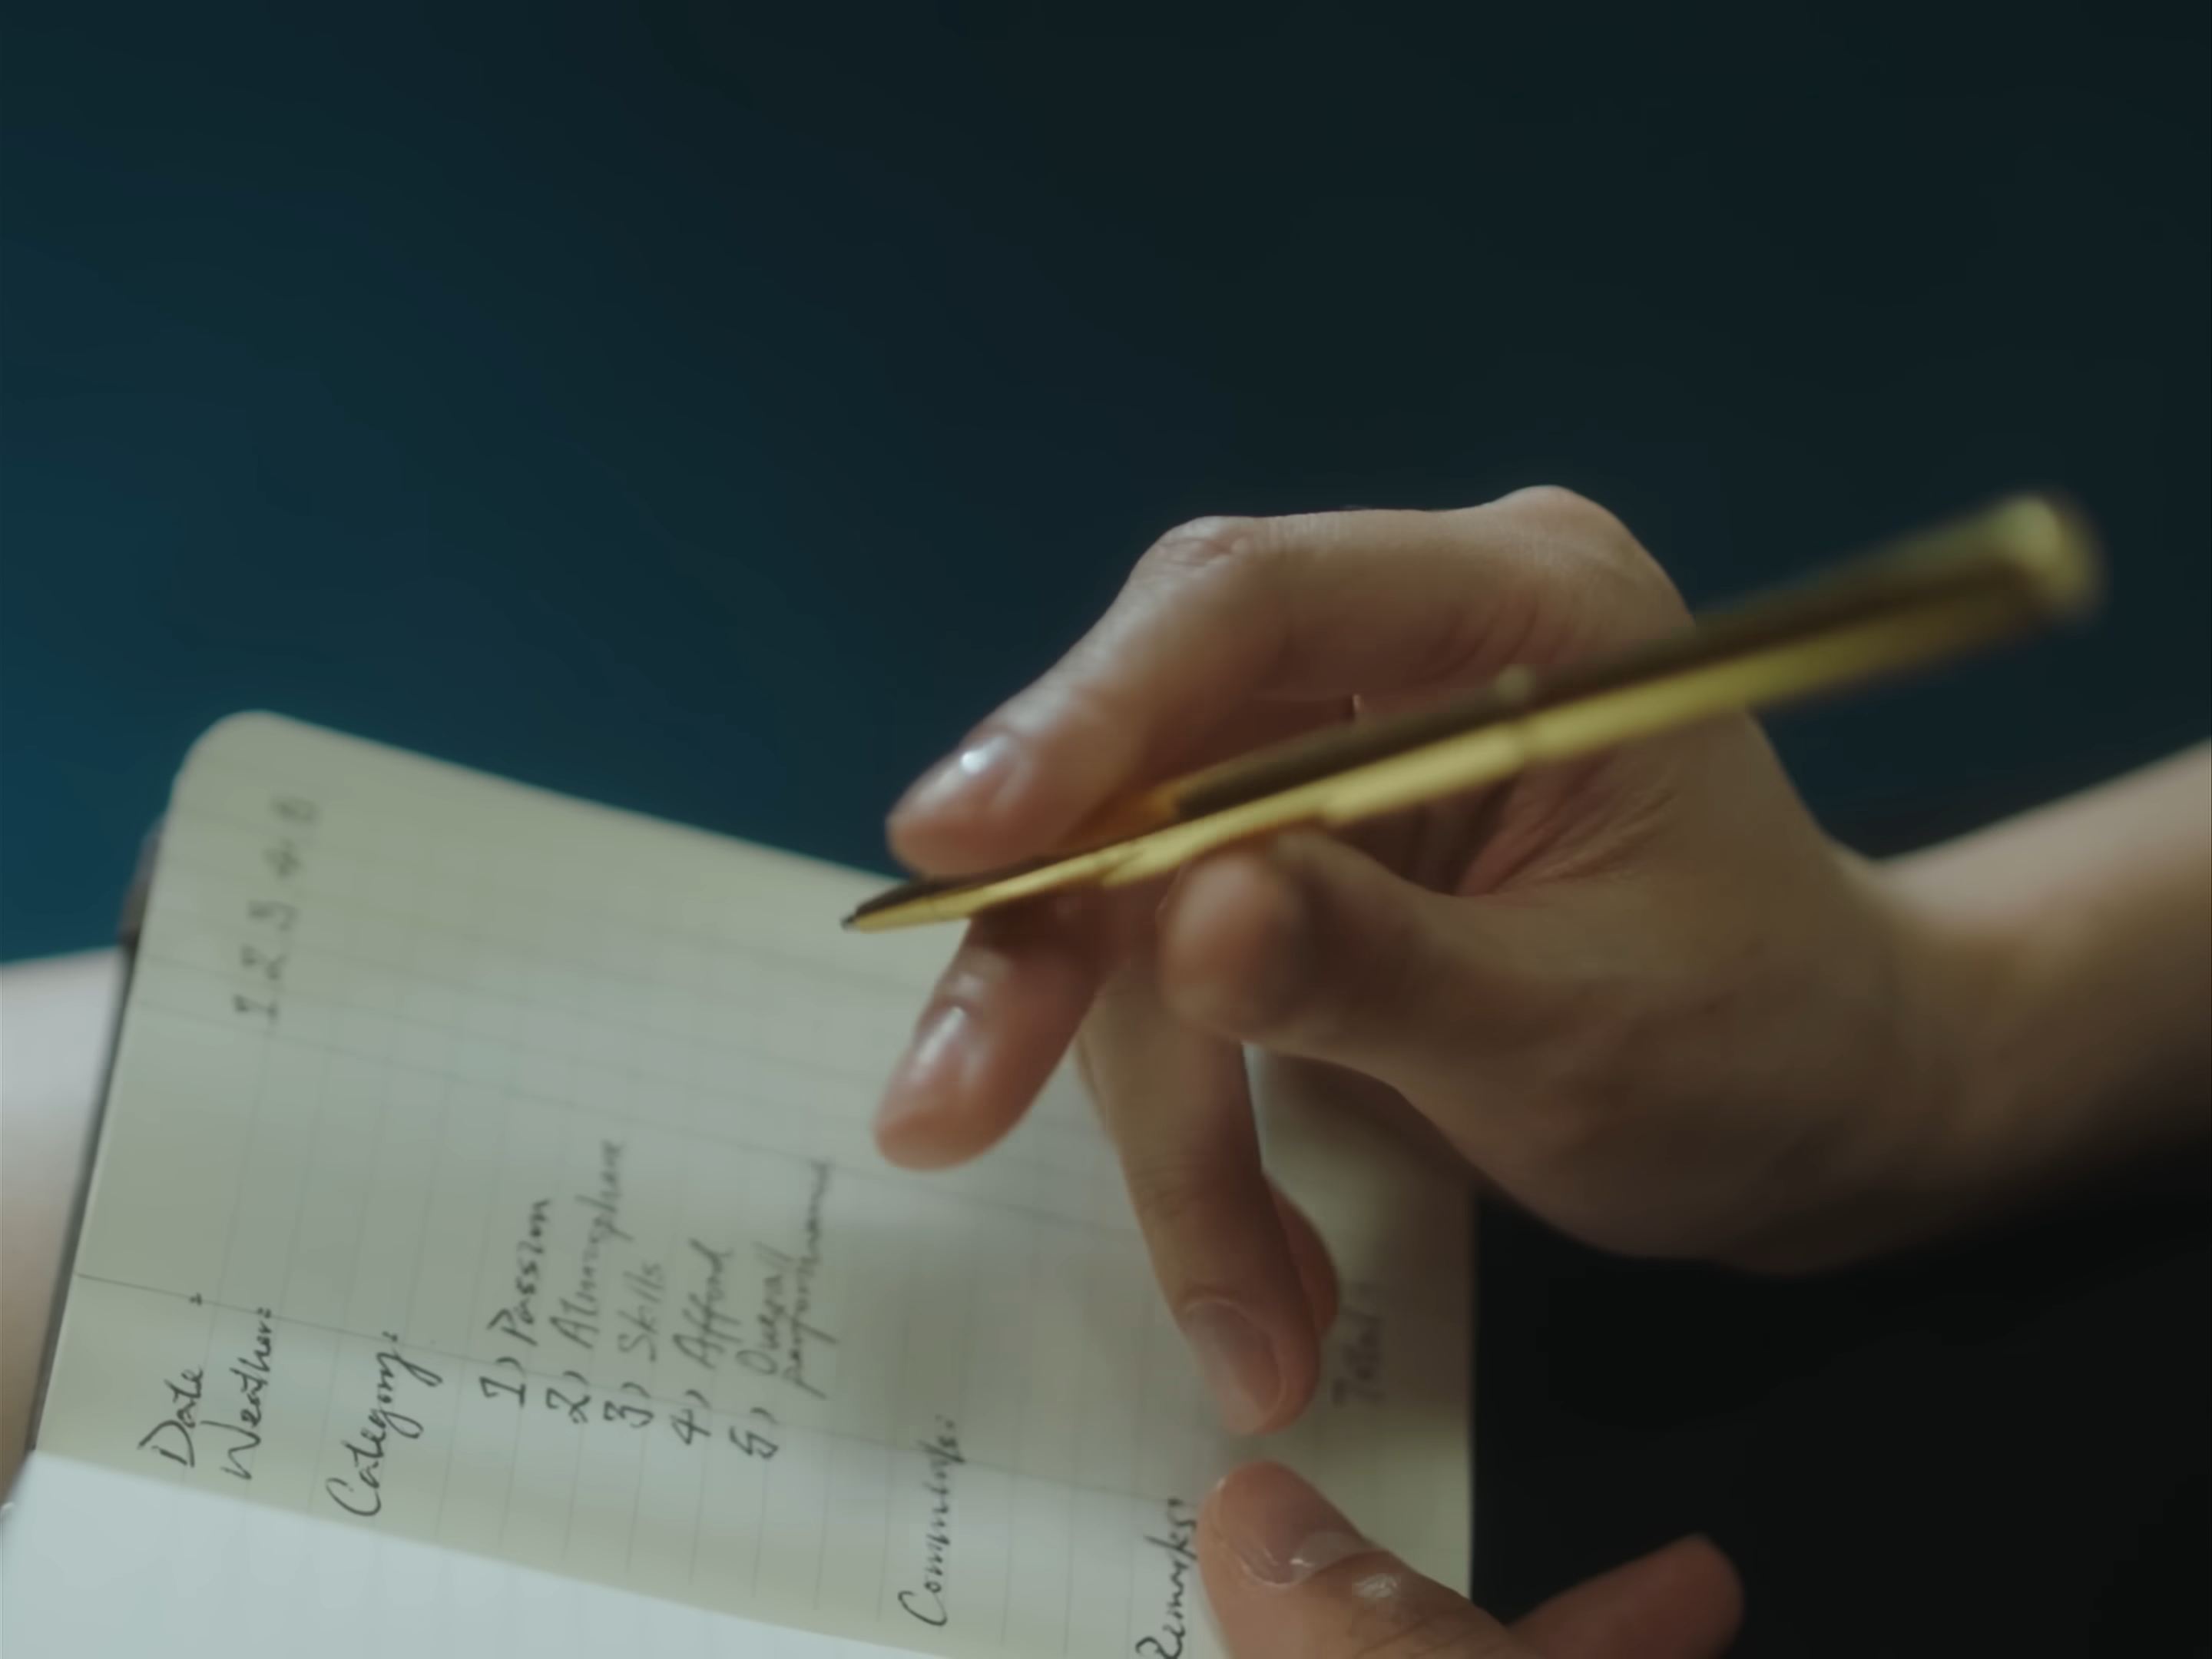 Date :
Weather:
1 2 3 4 5
Category:
1) Passion
2) Atmosphere
3) Skills
4) Afford
5) Overall
performance
Comments:
Remarks:
Total